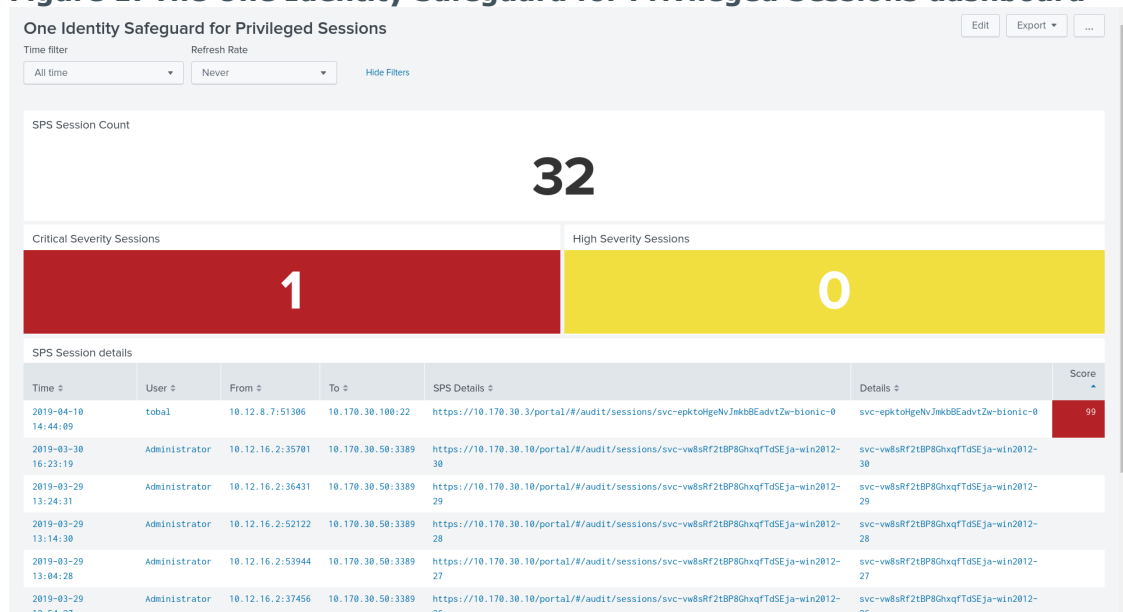 Figure 1: The One Identity Safeguard for Privileged Sessions dashboard
One Identity Safeguard for Privileged Sessions
Edit Export ...
Time filter Refresh Rate
All time Never Hide Filters
SPS Session Count
32
Critical Severity Sessions High Severity Sessions
1 0
SPS Session details
Score
Time User From To SPS Details Details
2019-04-10 tobal 10.12.8.7:51306 10.170.30.100:22 https://10.170.30.3/portal/#/audit/sessions/svc-epktoHgeNvJmkbBEadvtZw-bionic-0 svc-epktoHgeNvJmkbBEadvtZw-bionic-0 99
14:44:09
2019-03-30 Administrator 10.12.16.2:35701 10.170.30.50:3389 https://10.170.30.10/portal/#/audit/sessions/svc-vw8sRf2tBP8GhxqfTdSEja-win2012- svc-vw8sRf2tBP8GhxqfTdSEja-win2012-
16:23:19 30 30
2019-03-29 Administrator 10.12.16.2:36431 10.170.30.50:3389 https://10.170.30.10/portal/#/audit/sessions/svc-vw8sRf2tBP8GhxqfTdSEja-win2012- svc-vw8sRf2tBP8GhxqfTdSEja-win2012-
13:24:31 29 29
2019-03-29 Administrator 10.12.16.2:52122 10.170.30.50:3389 https://10.170.30.10/portal/#/audit/sessions/svc-vw8sRf2tBP8GhxqfTdSEja-win2012- svc-vw8sRf2tBP8GhxqfTdSEja-win2012-
13:14:30 28 28
2019-03-29 Administrator 10.12.16.2:53944 10.170.30.50:3389 https://10.170.30.10/portal/#/audit/sessions/svc-vw8sRf2tBP8GhxqfTdSEja-win2012- svc-vw8sRf2tBP8GhxqfTdSEja-win2012-
13:04:28 27 27
2019-03-29 Administrator 10.12.16.2:37456 10.170.30.50:3389 https://10.170.30.10/portal/#/audit/sessions/svc-vw8sRf2tBP8GhxqfTdSEja-win2012- svc-vw8sRf2tBP8GhxqfTdSEja-win2012-